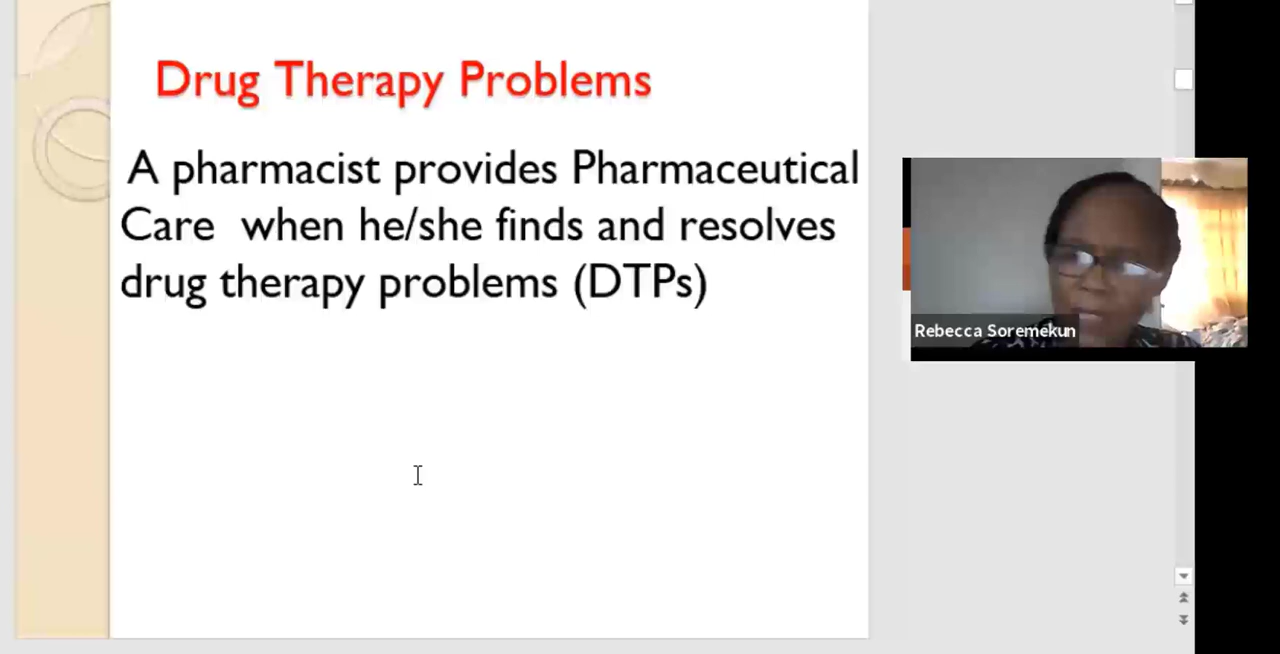 Drug Therapy Problems
A pharmacist provides Pharmaceutical
Care when he/she finds and resolves
drug therapy problems (DTPs)
Rebecca Soremekun